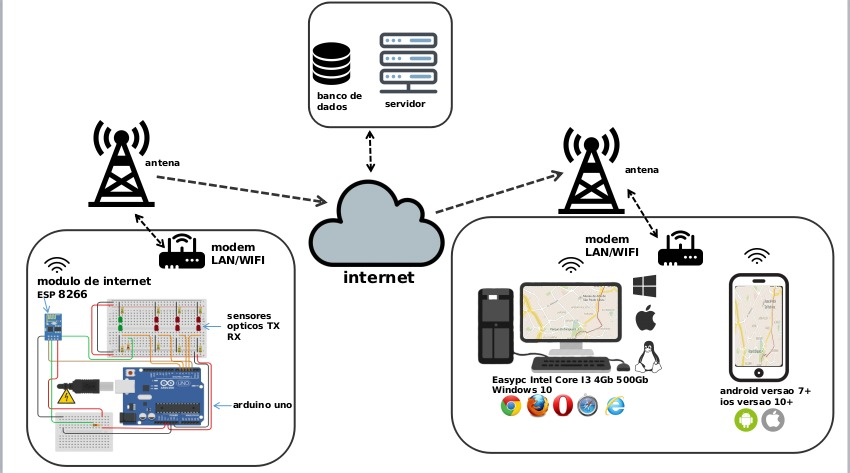 banco de
dados
servidor
antena
antena
internet
modem
LAN/WIFI
modulo de internet
ESP 8266
sensores
opticos TX
RX
arduino uno
modem
LAN/WIFI
Easypc Intel Core I3 4Gb 500Gb
Windows 10
android versao 7+
ios versao 10+